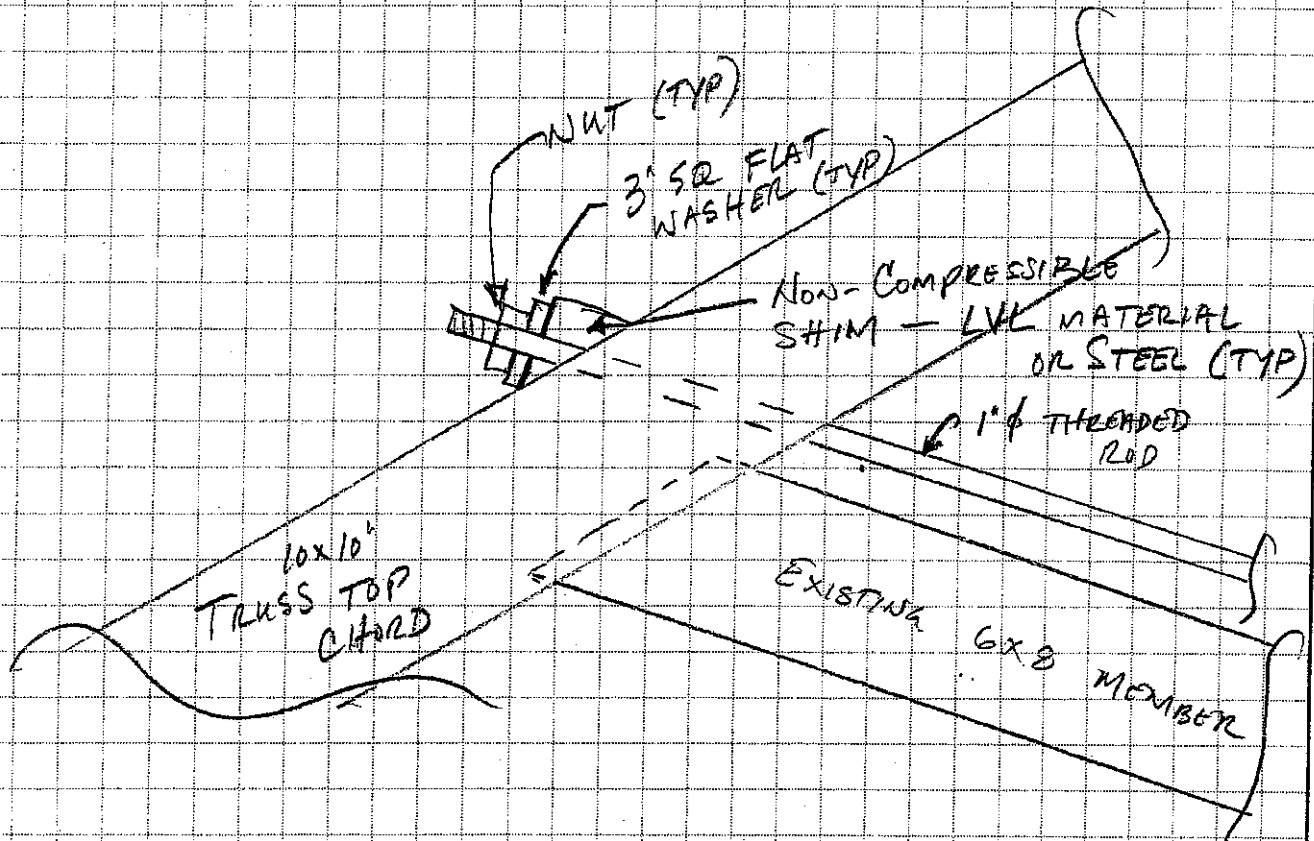 NUT (TYP)
3" SQ FLAT
WASHER (TYP)
NON-COMPRESSIBLE
SHIM — LVL MATERIAL
OR STEEL (TYP)
1" ϕ THREADED
ROD
10x10"
TRUSS TOP
CHORD
EXISTING 6x8 MEMBER